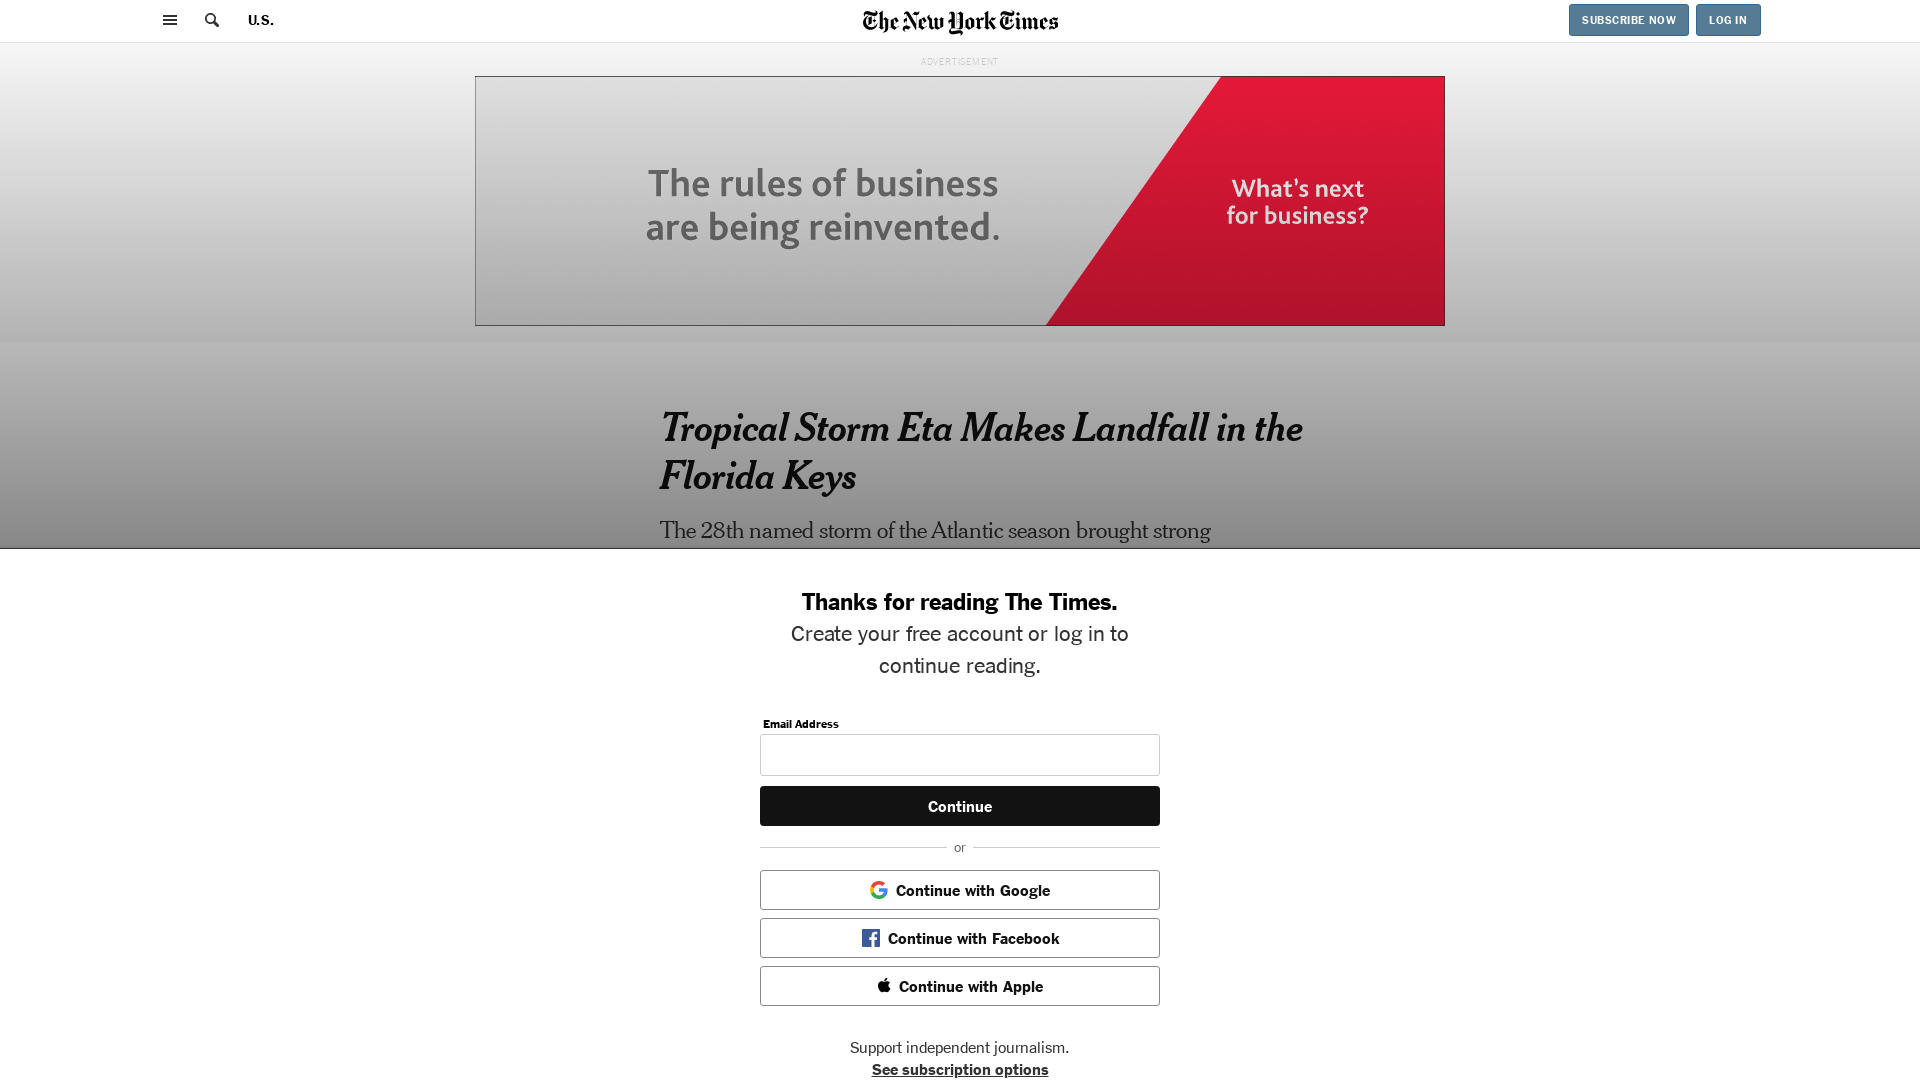 U.S.
The New York Times
SUBSCRIBE NOW
LOG IN
ADVERTISEMENT
The rules of business
are being reinvented.
What's next
for business?
Tropical Storm Eta Makes Landfall in the
Florida Keys
The 28th named storm of the Atlantic season brought strong
Thanks for reading The Times.
Create your free account or log in to
continue reading.
Email Address
Continue
or
Continue with Google
Continue with Facebook
Continue with Apple
Support independent journalism.
See subscription options